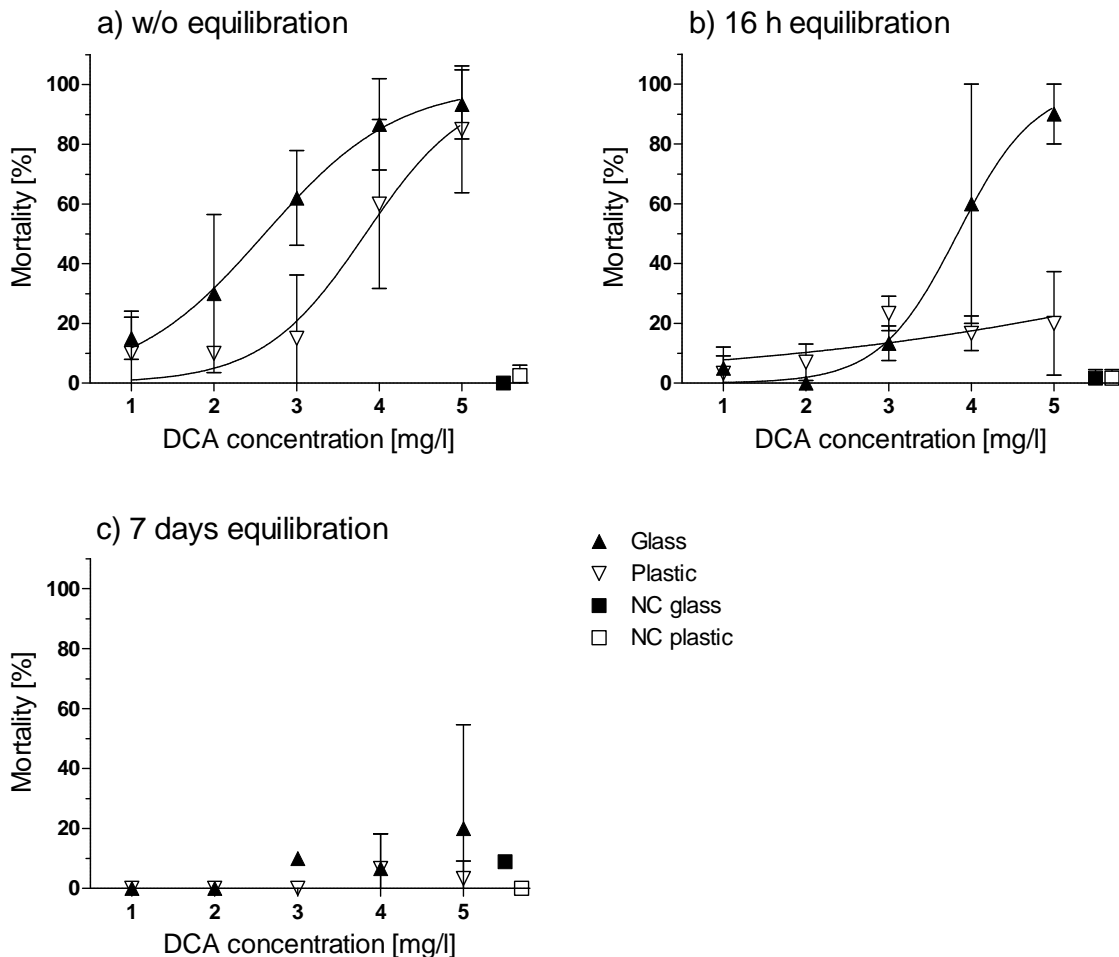 a) w/o equilibration
100
80
60
40
20
0
Mortality [%]
1 2 3 4 5
DCA concentration [mg/l]
b) 16 h equilibration
100
80
60
40
20
0
Mortality [%]
1 2 3 4 5
DCA concentration [mg/l]
c) 7 days equilibration
100
80
60
40
20
0
Mortality [%]
1 2 3 4 5
DCA concentration [mg/l]
Glass
Plastic
NC glass
NC plastic